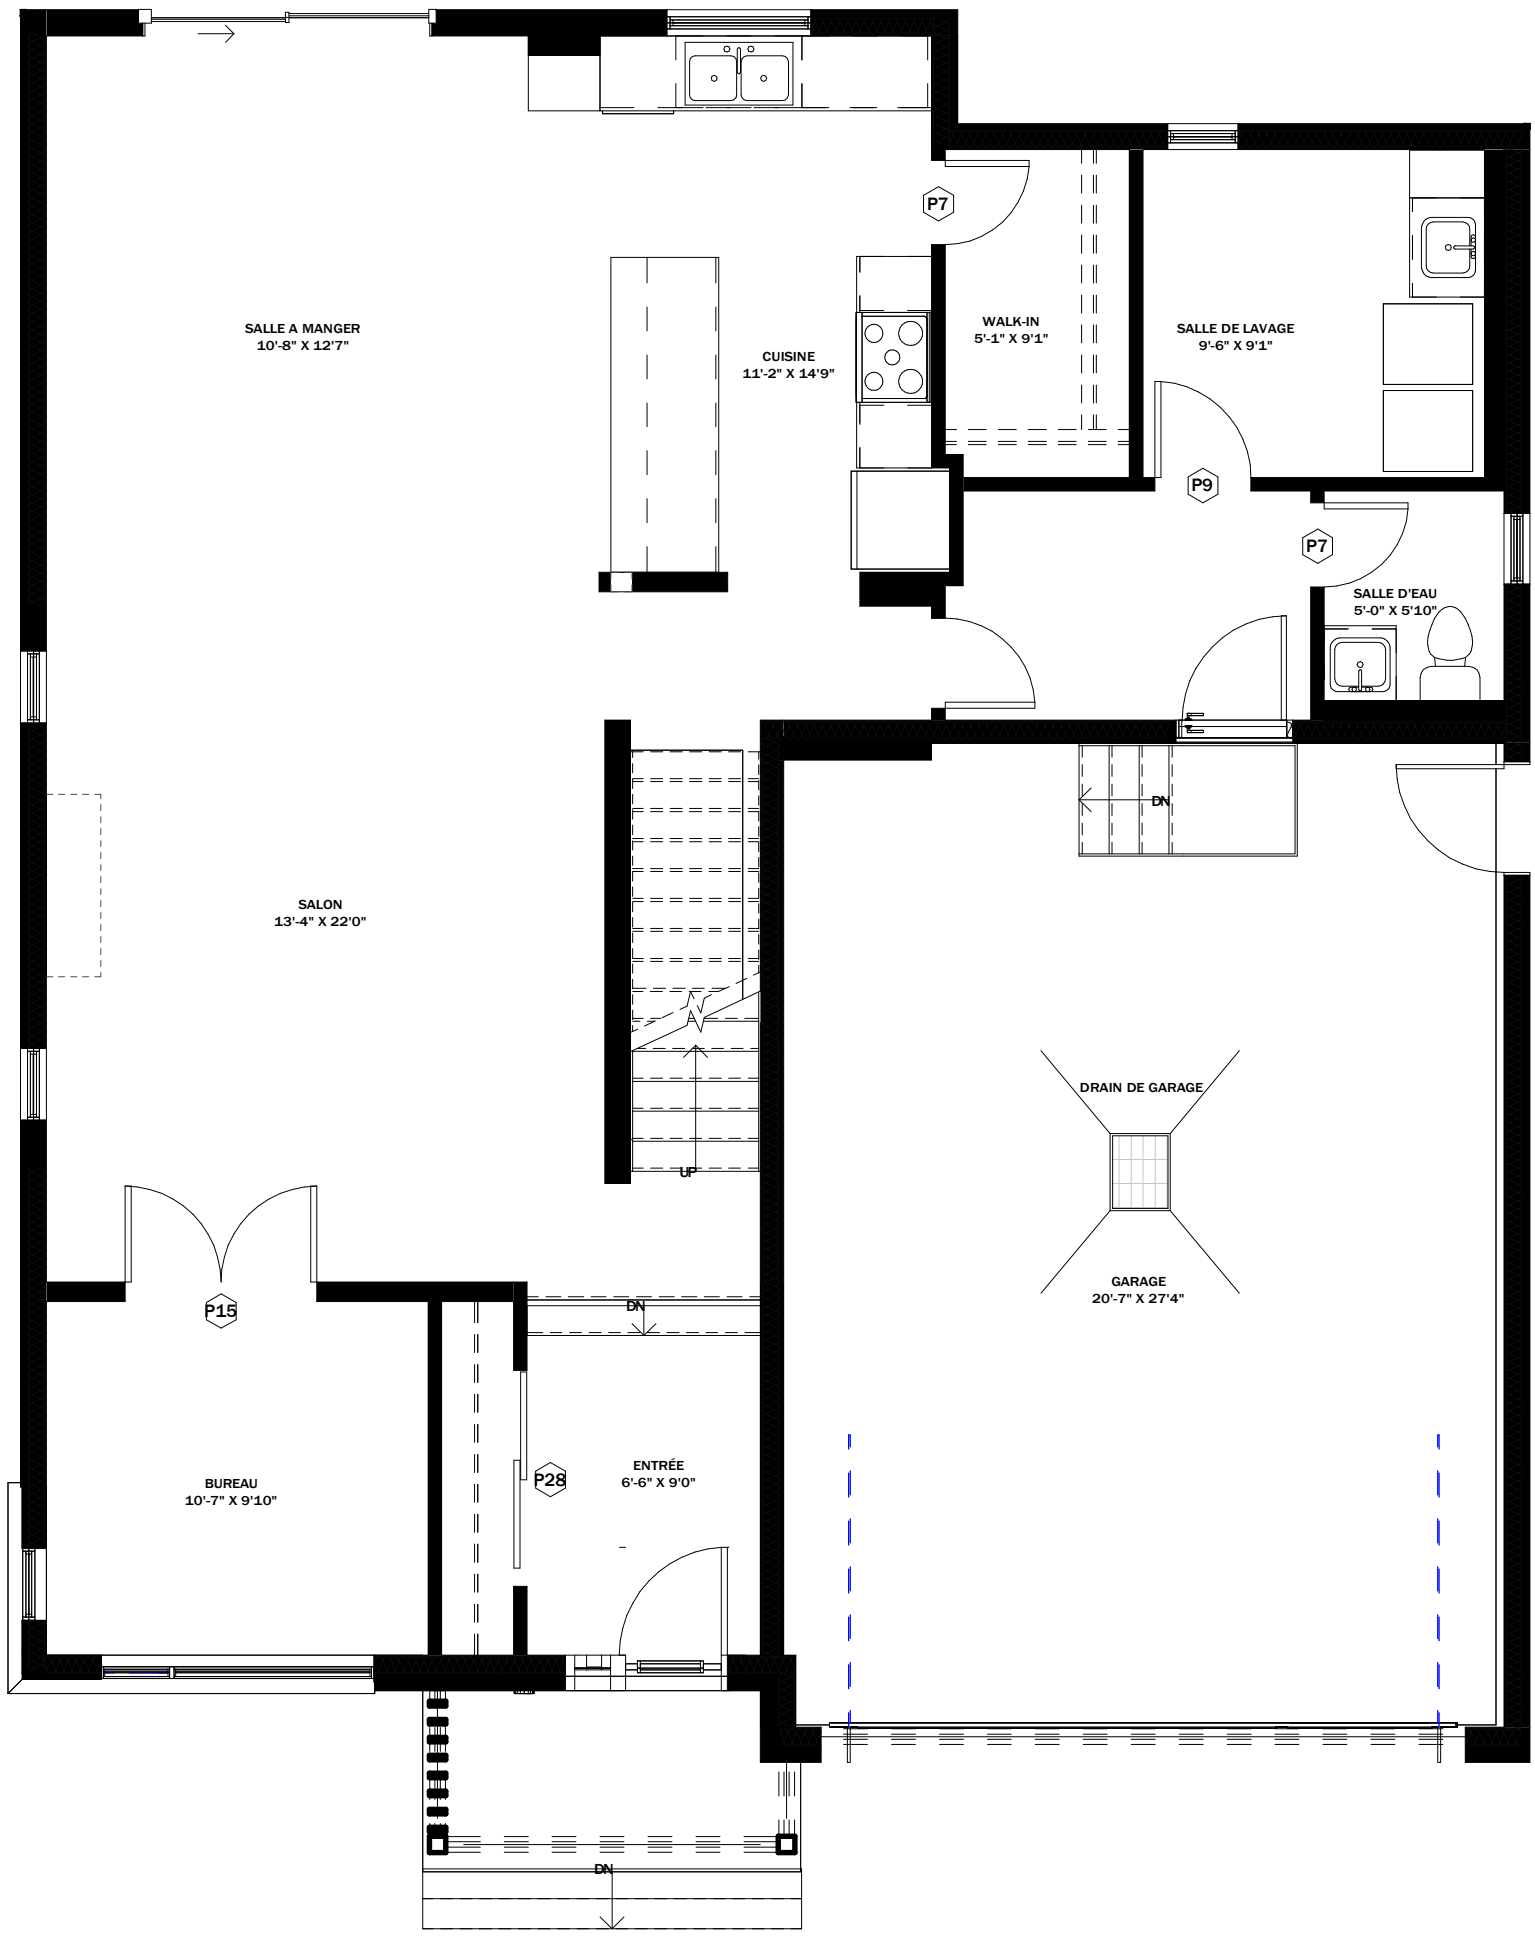 P7
SALLE A MANGER
10'-8" X 12'7"
CUISINE
11'-2" X 14'9"
WALK-IN
5'-1" X 9'1"
SALLE DE LAVAGE
9'-6" X 9'1"
P9
P7
SALLE D'EAU
5'-0" X 5'10"
DN
SALON
13'-4" X 22'0"
DRAIN DE GARAGE
UP
GARAGE
20'-7" X 27'4"
P15
DN
P28
ENTRÉE
6'-6" X 9'0"
BUREAU
10'-7" X 9'10"
DN